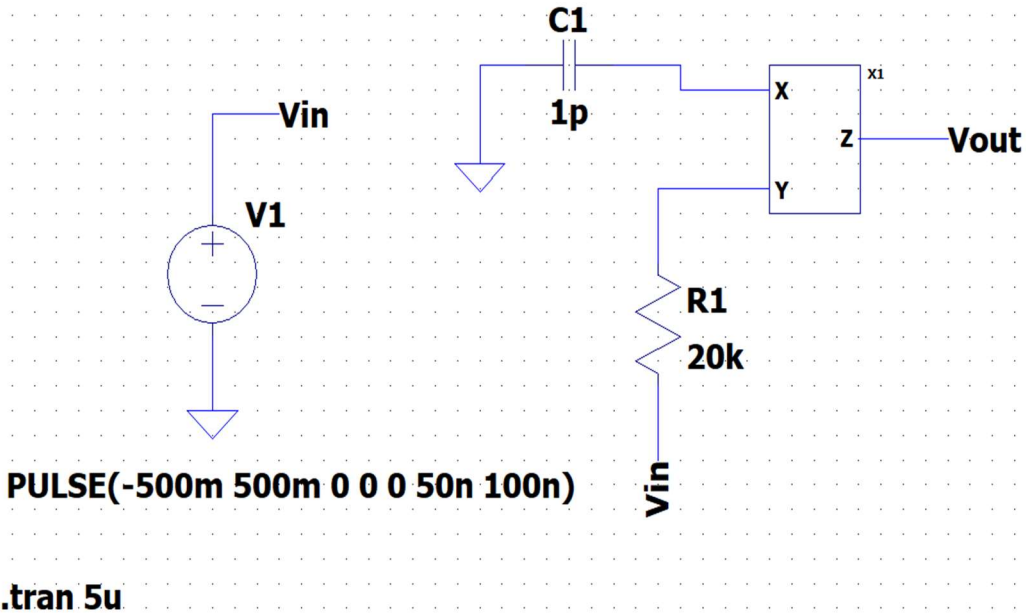 C1
1p
X1
X
Z
Vout
Y
Vin
V1
R1
20k
Vin
PULSE(-500m 500m 0 0 0 50n 100n)
.tran 5u